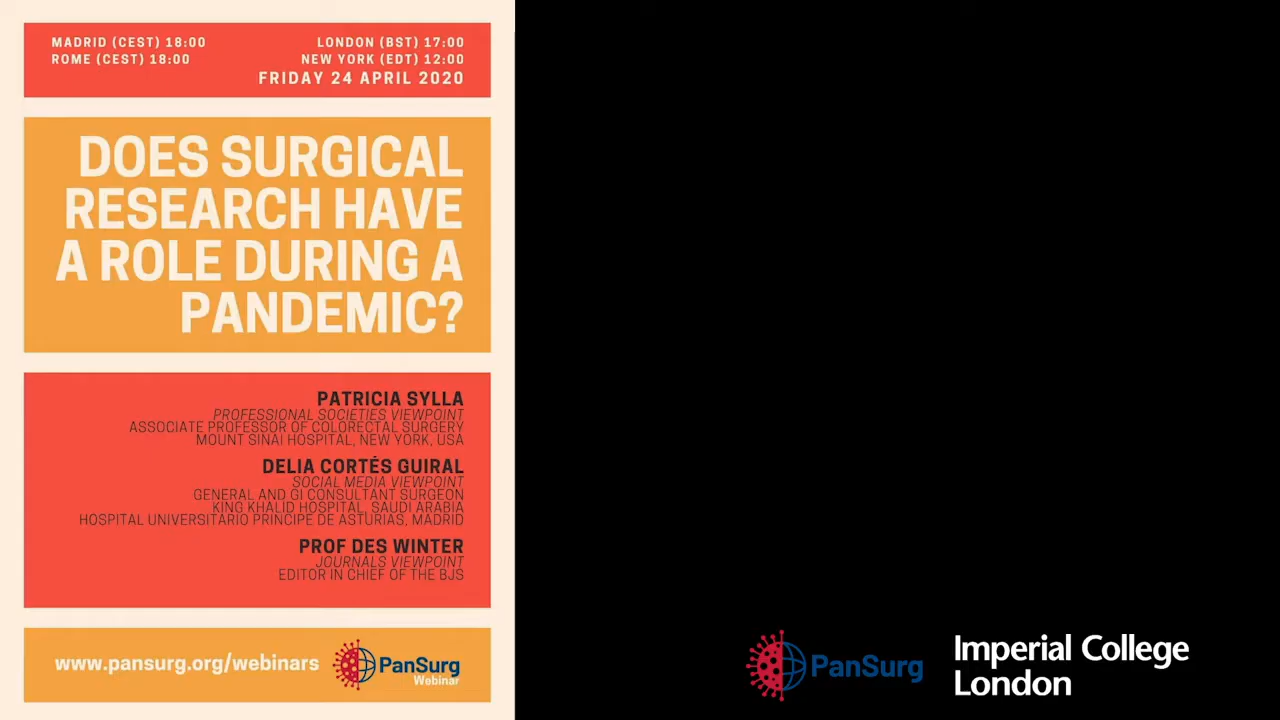 MADRID (CEST) 18:00
ROME (CEST) 18:00
LONDON (BST) 17:00
NEW YORK (EDT) 12:00
FRIDAY 24 APRIL 2020
DOES SURGICAL
RESEARCH HAVE
A ROLE DURING A
PANDEMIC?
PATRICIA SYLLA
PROFESSIONAL SOCIETIES VIEWPOINT
ASSOCIATE PROFESSOR OF COLORECTAL SURGERY
MOUNT SINAI HOSPITAL, NEW YORK, USA
DELIA CORTÉS GUIRAL
SOCIAL MEDIA VIEWPOINT
GENERAL AND GI CONSULTANT SURGEON
KING KHALID HOSPITAL, SAUDI ARABIA
HOSPITAL UNIVERSITARIO PRINCIPE DE ASTURIAS, MADRID
PROF DES WINTER
JOURNALS VIEWPOINT
EDITOR IN CHIEF OF THE BJS
www.pansurg.org/webinars
PanSurg
Webinar
PanSurg
Imperial College
London